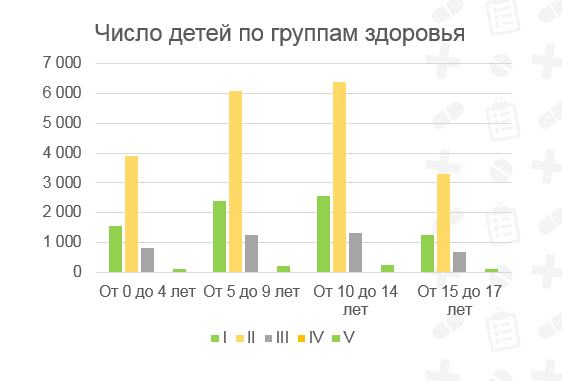 Число детей по группам здоровья
7 000
6 000
5 000
4 000
3 000
2 000
1 000
0
От 0 до 4 лет От 5 до 9 лет От 10 до 14 От 15 до 17
лет лет
I II III IV V